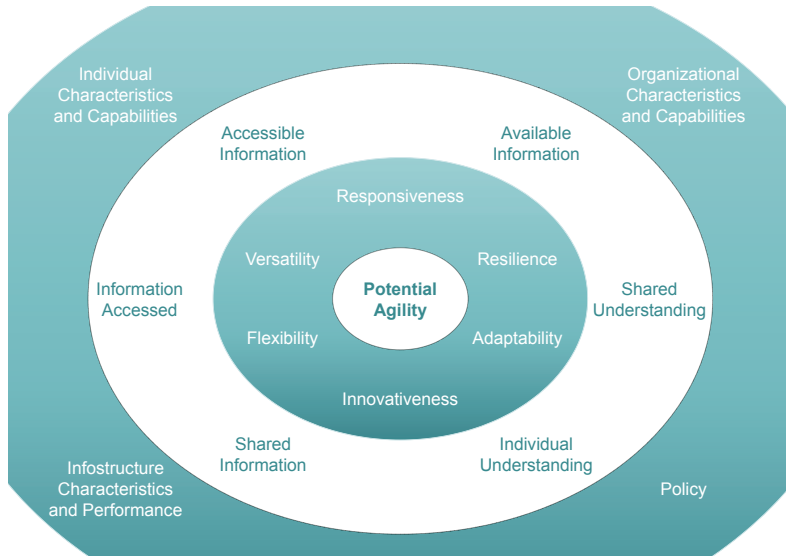 Individual
Characteristics
and Capabilities
Organizational
Characteristics
and Capabilities
Accessible
Information
Available
Information
Responsiveness
Versatility
Resilience
Information
Accessed
Potential
Agility
Shared
Understanding
Flexibility
Adaptability
Innovativeness
Shared
Information
Individual
Understanding
Infostructure
Characteristics
and Performance
Policy